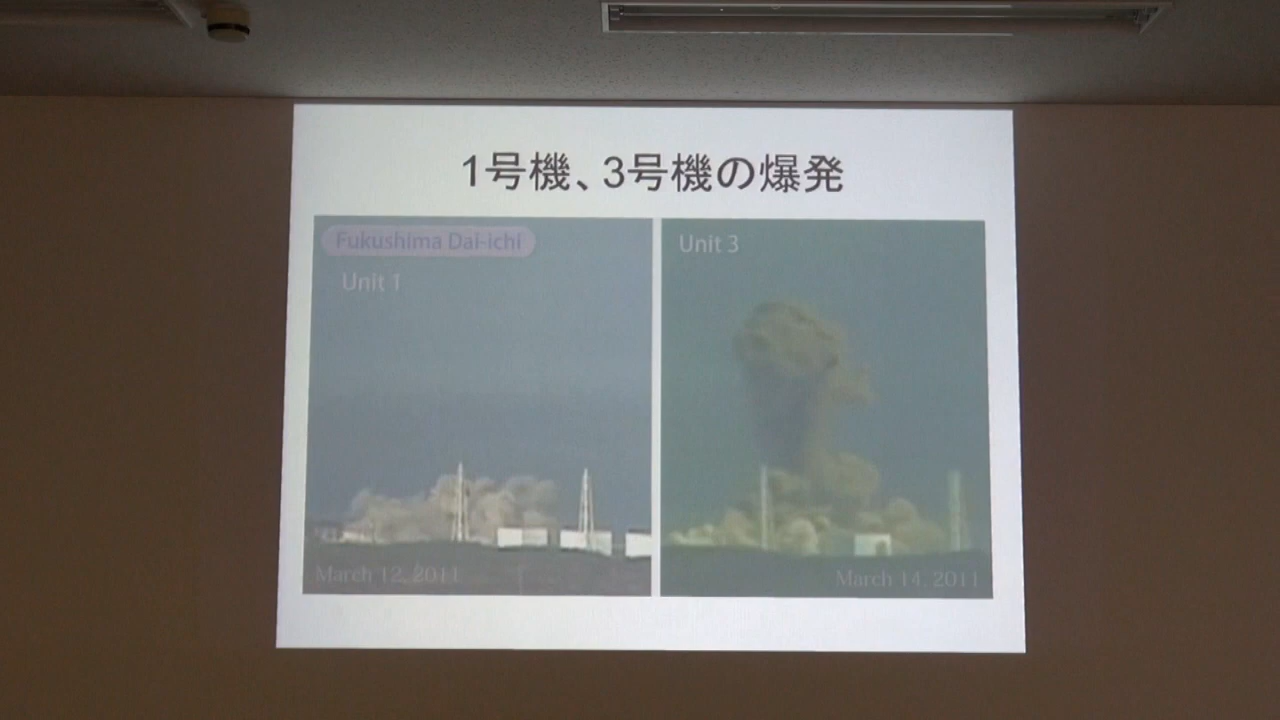 1号機、3号機の爆発
Fukushima Dai-ichi
Unit 1
March 12, 2011
Unit 3
March 14, 2011